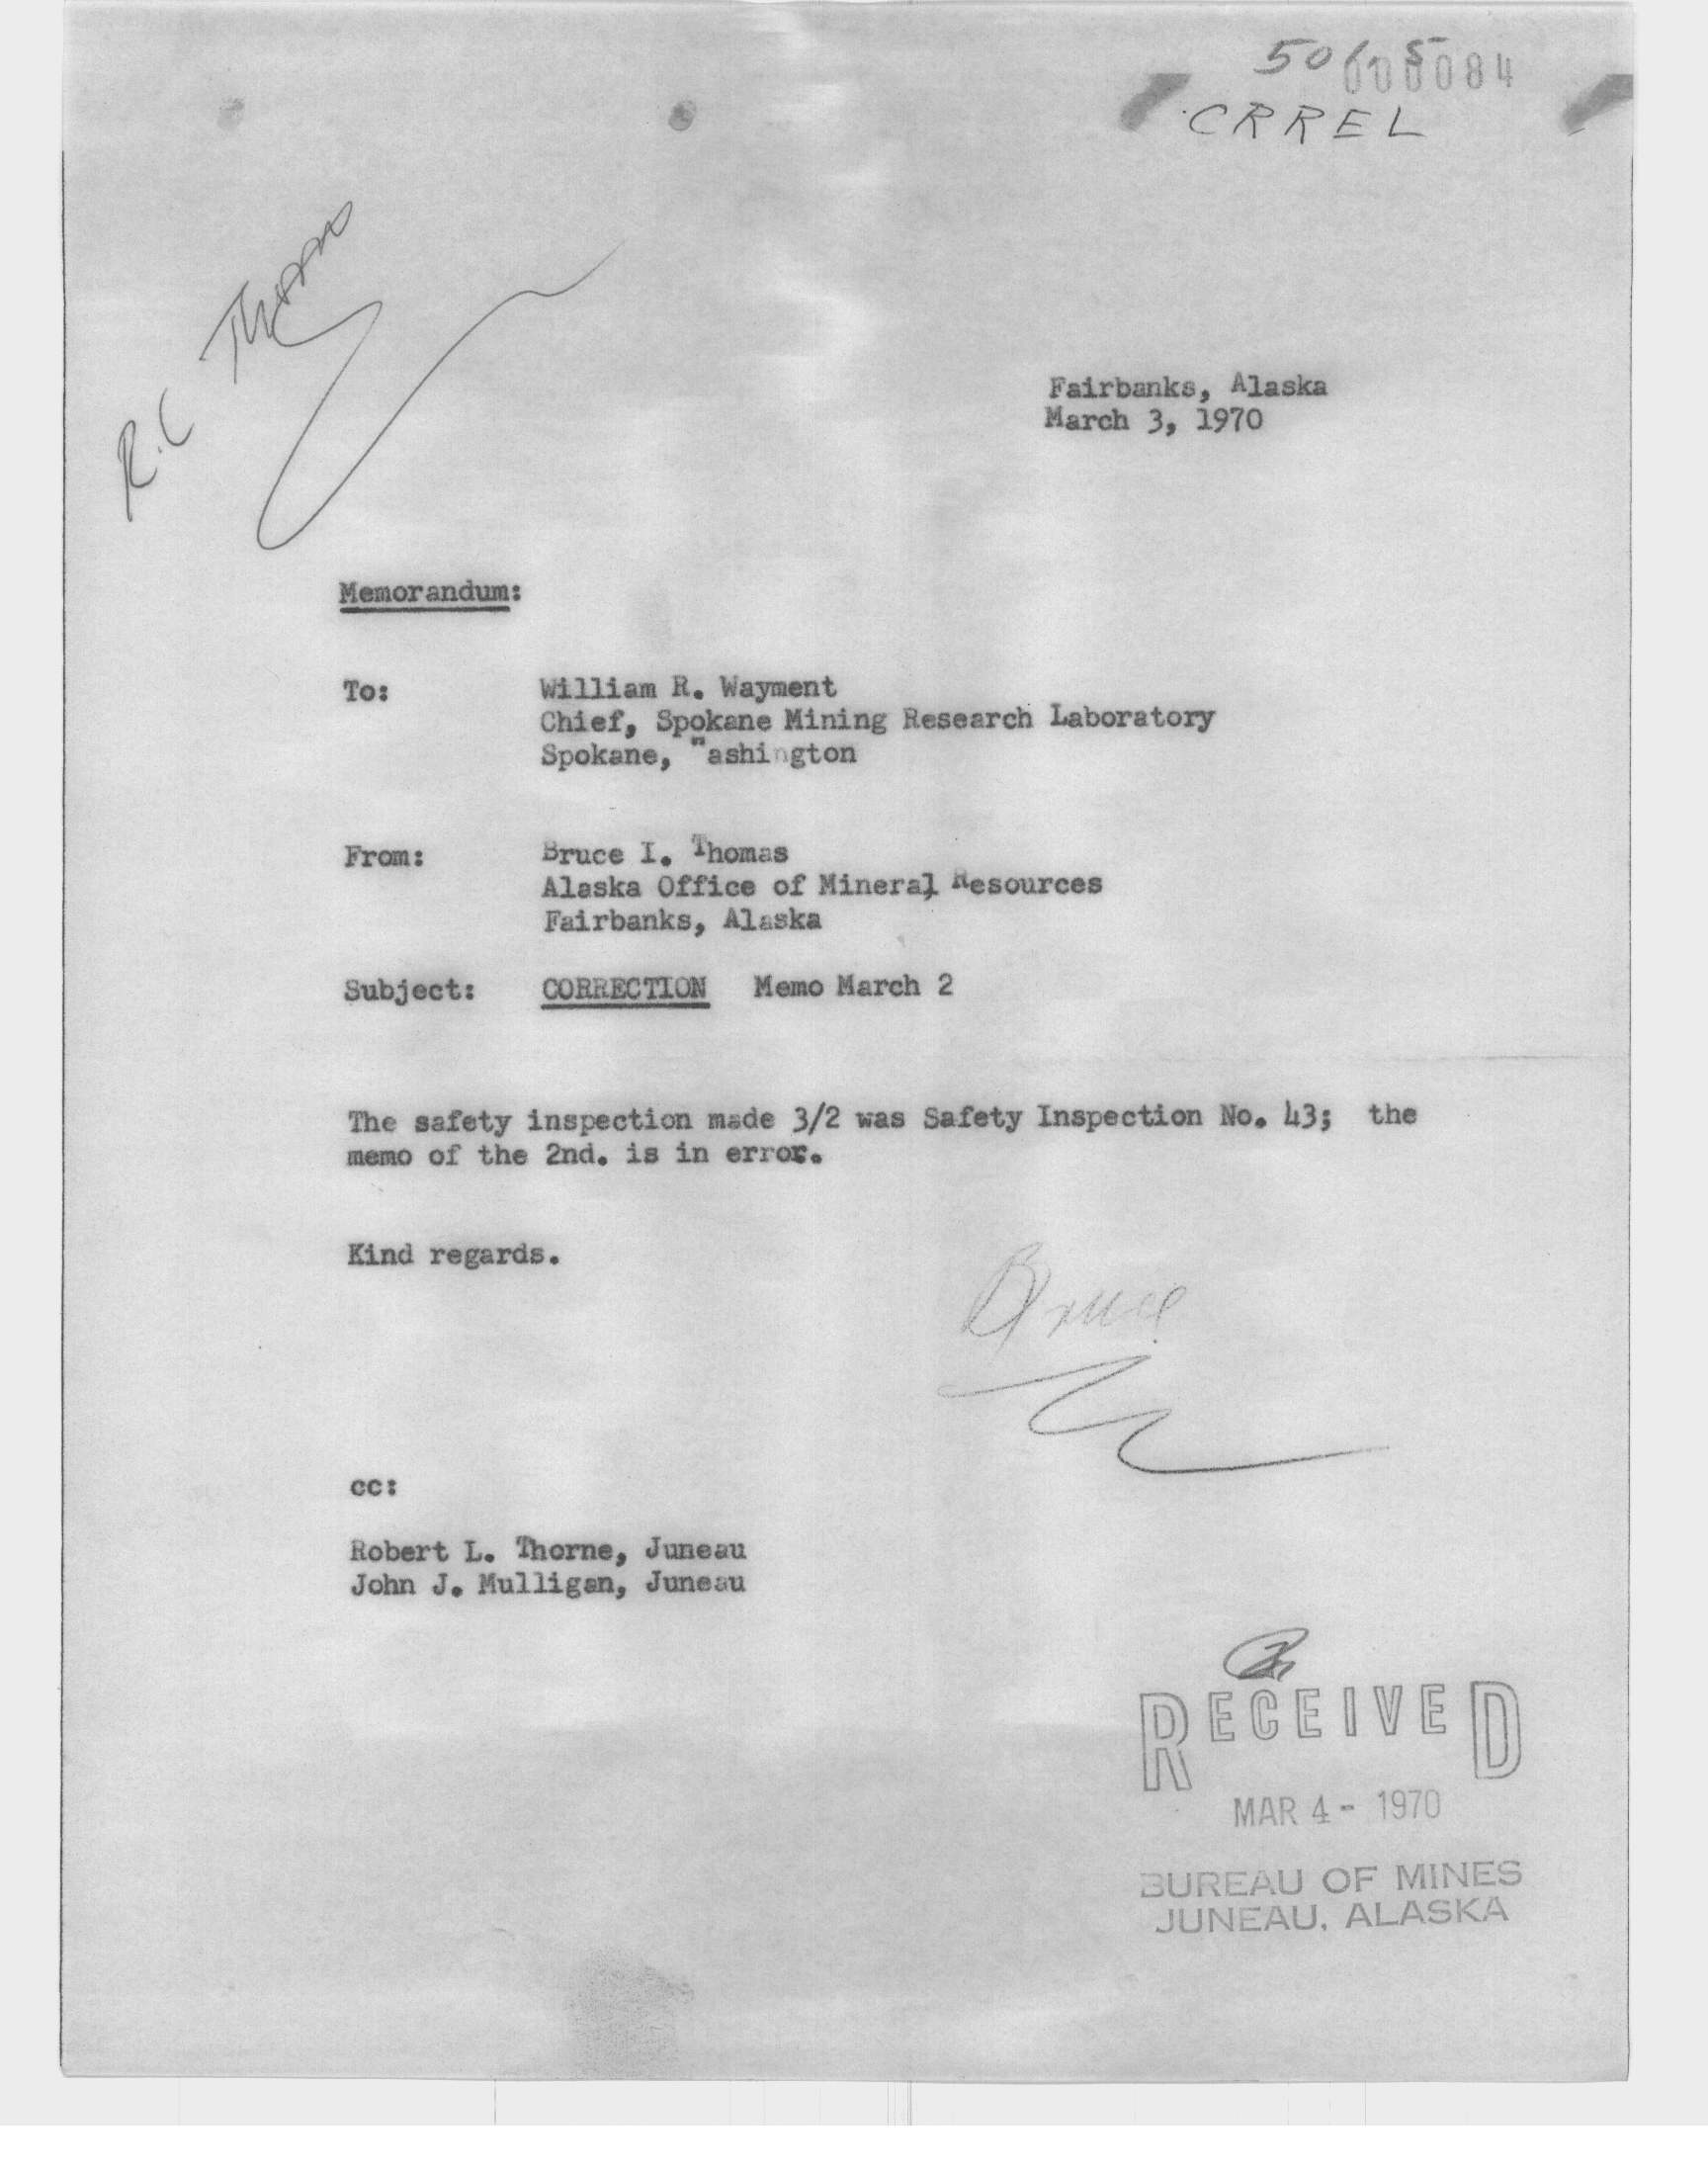 000084
CRREL
Fairbanks, Alaska
March 3, 1970
Memorandum:
To: William R. Wayment
Chief, Spokane Mining Research Laboratory
Spokane, "ashington
From: Bruce I. Thomas
Alaska Office of Mineral Resources
Fairbanks, Alaska
Subject: CORRECTION Memo March 2
The safety inspection made 3/2 was Safety Inspection No. 43; the
memo of the 2nd. is in error.
Kind regards.
Bruce
cc:
Robert L. Thorne, Juneau
John J. Mulligan, Juneau
RECEIVED
MAR 4 - 1970
BUREAU OF MINES
JUNEAU, ALASKA